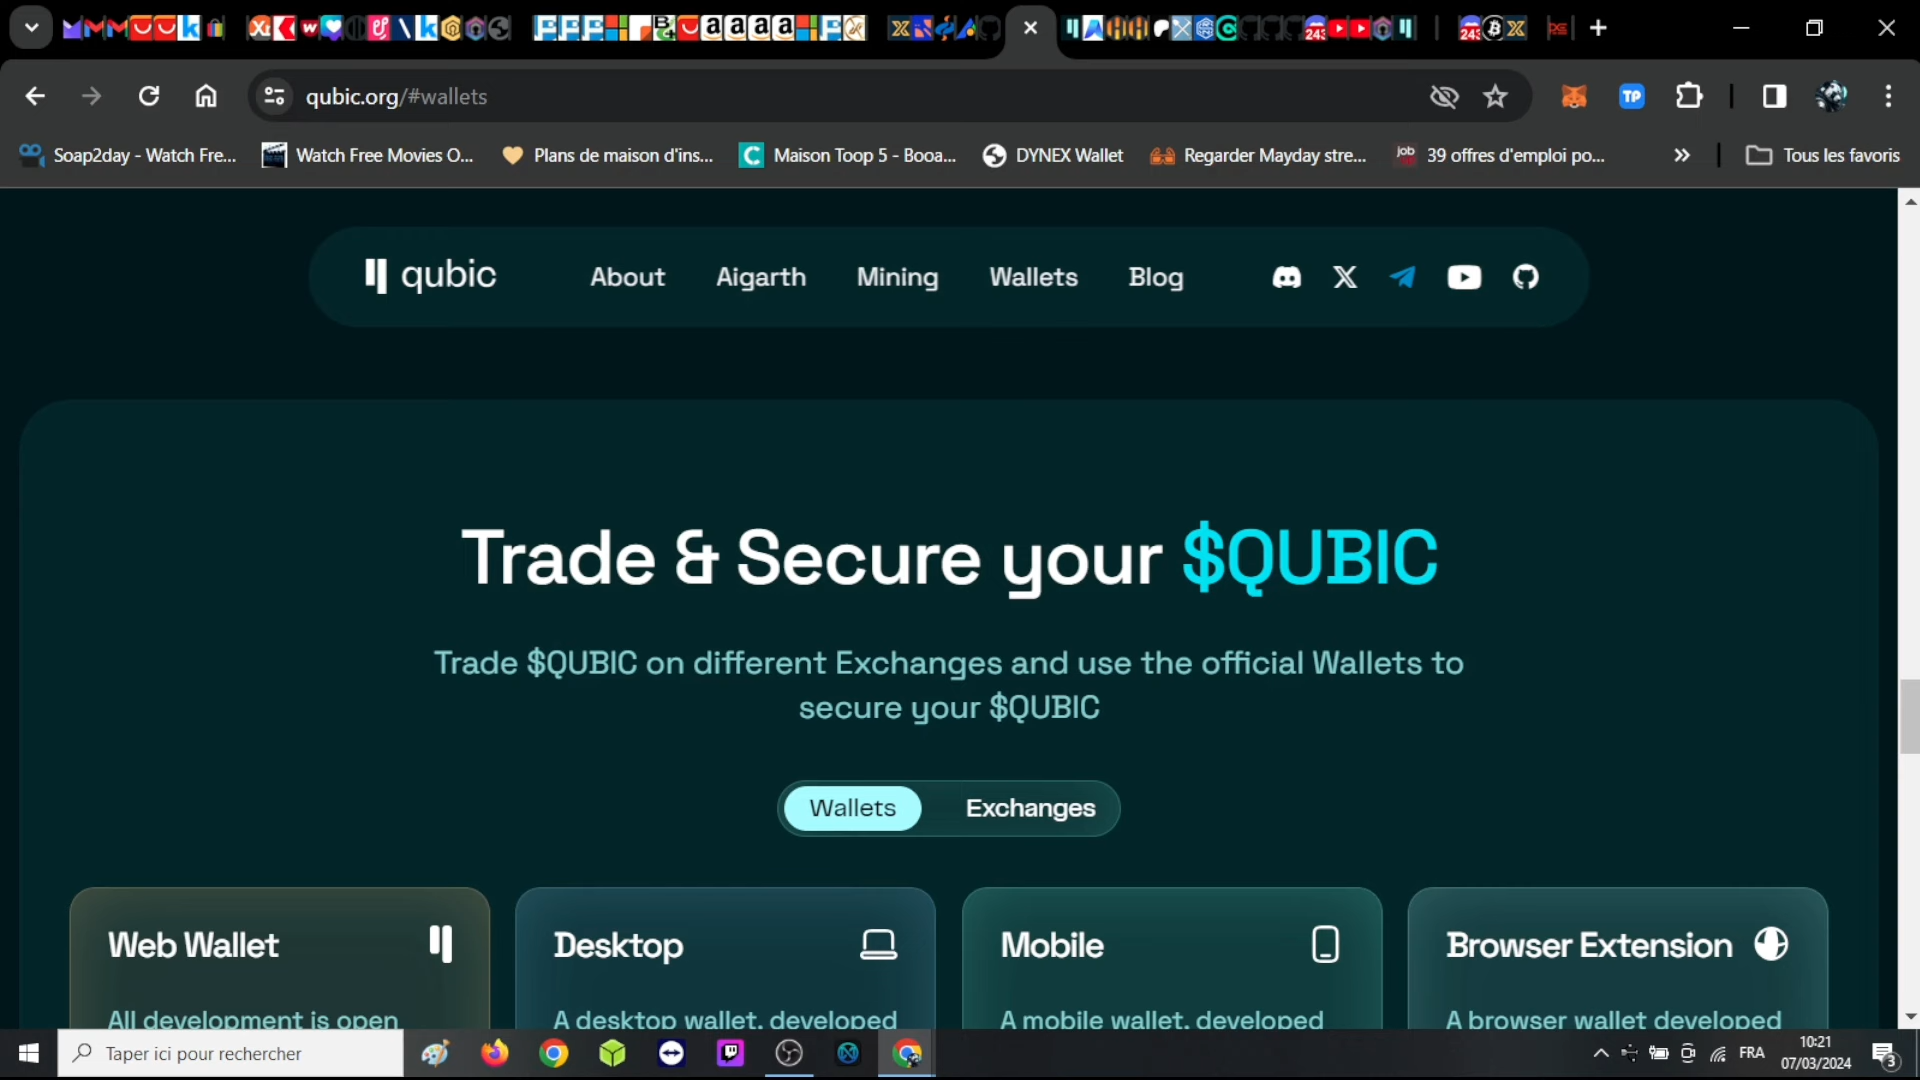 qubic.org/#wallets
Soap2day - Watch Fre...
Watch Free Movies O...
Plans de maison d'ins...
Maison Toop 5 - Booa...
DYNEX Wallet
Regarder Mayday stre...
job
39 offres d'emploi po...
»
Tous les favoris
TP
qubic
About
Aigarth
Mining
Wallets
Blog
Trade & Secure your $QUBIC
Trade $QUBIC on different Exchanges and use the official Wallets to
secure your $QUBIC
Wallets
Exchanges
Web Wallet
Desktop
Mobile
Browser Extension
All development is open
A desktop wallet, developed
A mobile wallet, developed
A browser wallet developed
Taper ici pour rechercher
FRA
10:21
07/03/2024
3